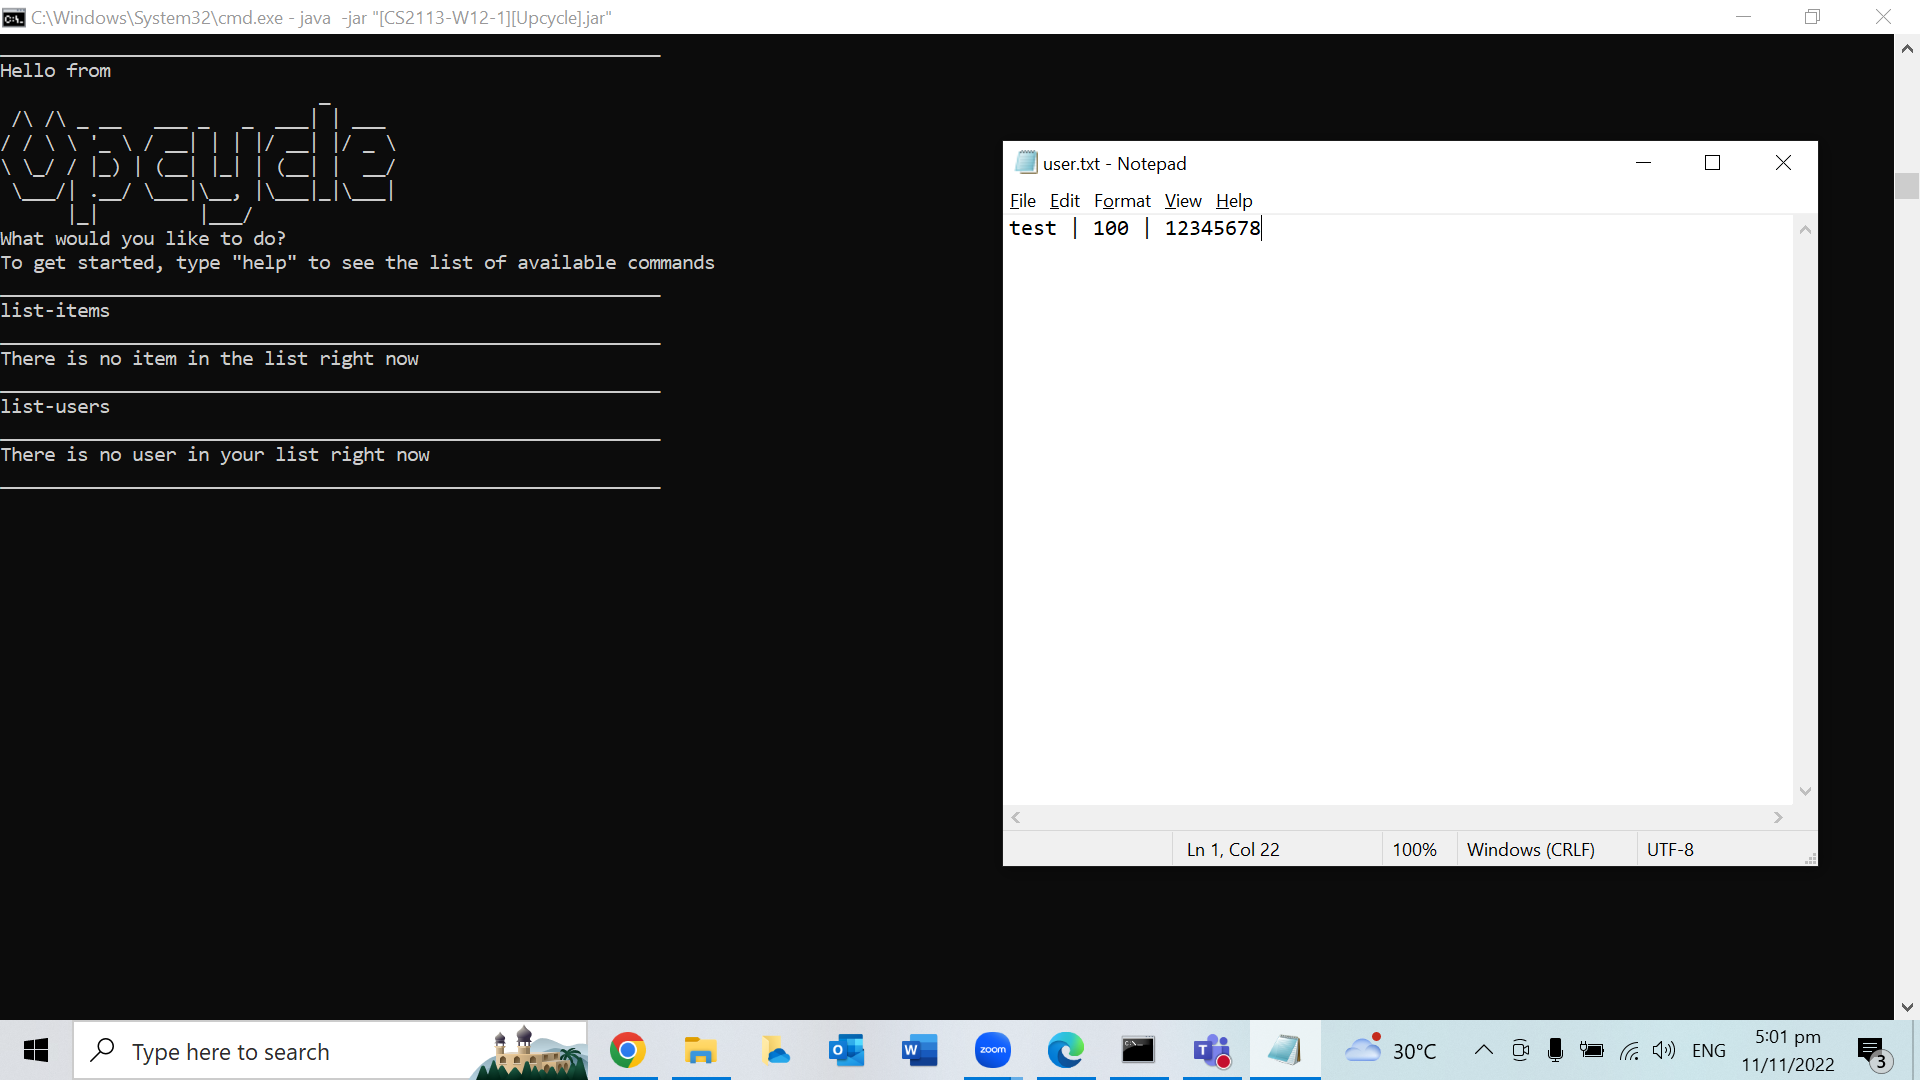 C:\Windows\System32\cmd.exe - java  -jar "[CS2113-W12-1][Upcycle].jar"
Hello from
Upcycle
What would you like to do?
To get started, type "help" to see the list of available commands
list-items
There is no item in the list right now
list-users
There is no user in your list right now
user.txt - Notepad
File Edit Format View Help
test | 100 | 12345678
Ln 1, Col 22 100% Windows (CRLF) UTF-8
Type here to search
zoom
30°C
ENG
5:01 pm
11/11/2022
3